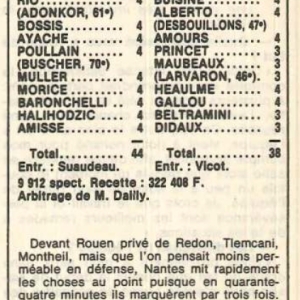 RIO 4
(ADONKOR, 61e)
BOSSIS 4
AYACHE 4
POULLAIN 4
(BUSCHER, 70e)
MULLER 4
MORICE 4
BARONCHELLI 4
HALIHODZIC 4
AMISSE 4
Total 44
Entr. : Suaudeau.
ALBERTO 4
(DESBOUILLONS, 47e)
AMOURS 4
PRINCET 3
MAUBEAUX 3
(LARVARON, 46e). 3
HEAULME 4
GALLOU 4
BELTRAMINI 3
DIDAUX 3
Total 38
Entr. : Vicot.
9 912 spect. Recette : 322 408 F.
Arbitrage de M. Dailly.
Devant Rouen privé de Redon, Tlemcani,
Montheil, mais que l'on pensait moins per-
méable en défense, Nantes mit rapidement
les choses au point puisque en quarante-
quatre minutes ils marquèrent par trois fois.